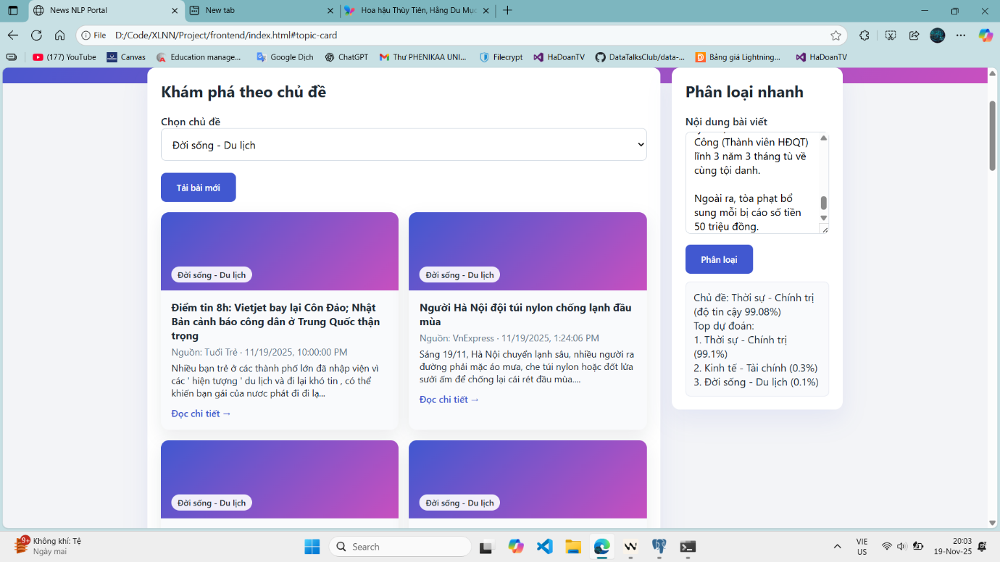 News NLP Portal
New tab
Hoa hậu Thùy Tiên, Hằng Du Mục
File D:/Code/XLNN/Project/frontend/index.html#topic-card
(177) YouTube
Canvas
Education manage...
Google Dịch
ChatGPT
Thư PHENIKAA UNI...
Filecrypt
HaDoanTV
DataTalksClub/data-...
Bảng giá Lightning...
HaDoanTV
Khám phá theo chủ đề
Chọn chủ đề
Đời sống - Du lịch
Tải bài mới
Đời sống - Du lịch
Điểm tin 8h: Vietjet bay lại Côn Đảo; Nhật
Bản cảnh báo công dân ở Trung Quốc thận
trọng
Nguồn: Tuổi Trẻ · 11/19/2025, 10:00:00 PM
Nhiều bạn trẻ ở các thành phố lớn đã nhập viện vì
các ' hiện tượng ' du lịch và đi lại khó tin , có thể
khiến bạn gái của nươc phát đi đi lạ...
Đọc chi tiết →
Đời sống - Du lịch
Người Hà Nội đội túi nylon chống lạnh đầu
mùa
Nguồn: VnExpress · 11/19/2025, 1:24:06 PM
Sáng 19/11, Hà Nội chuyển lạnh sâu, nhiều người ra
đường phải mặc áo mưa, che túi nylon hoặc đốt lửa
sưởi ấm để chống lại cái rét đầu mùa....
Đọc chi tiết →
Đời sống - Du lịch
Đời sống - Du lịch
Phân loại nhanh
Nội dung bài viết
Công (Thành viên HĐQT)
lĩnh 3 năm 3 tháng tù về
cùng tội danh.
Ngoài ra, tòa phạt bổ
sung mỗi bị cáo số tiền
50 triệu đồng.
Phân loại
Chủ đề: Thời sự - Chính trị
(độ tin cậy 99.08%)
Top dự đoán:
1. Thời sự - Chính trị
(99.1%)
2. Kinh tế - Tài chính (0.3%)
3. Đời sống - Du lịch (0.1%)
9+
Không khí: Tệ
Ngày mai
Search
VIE
US
20:03
19-Nov-25